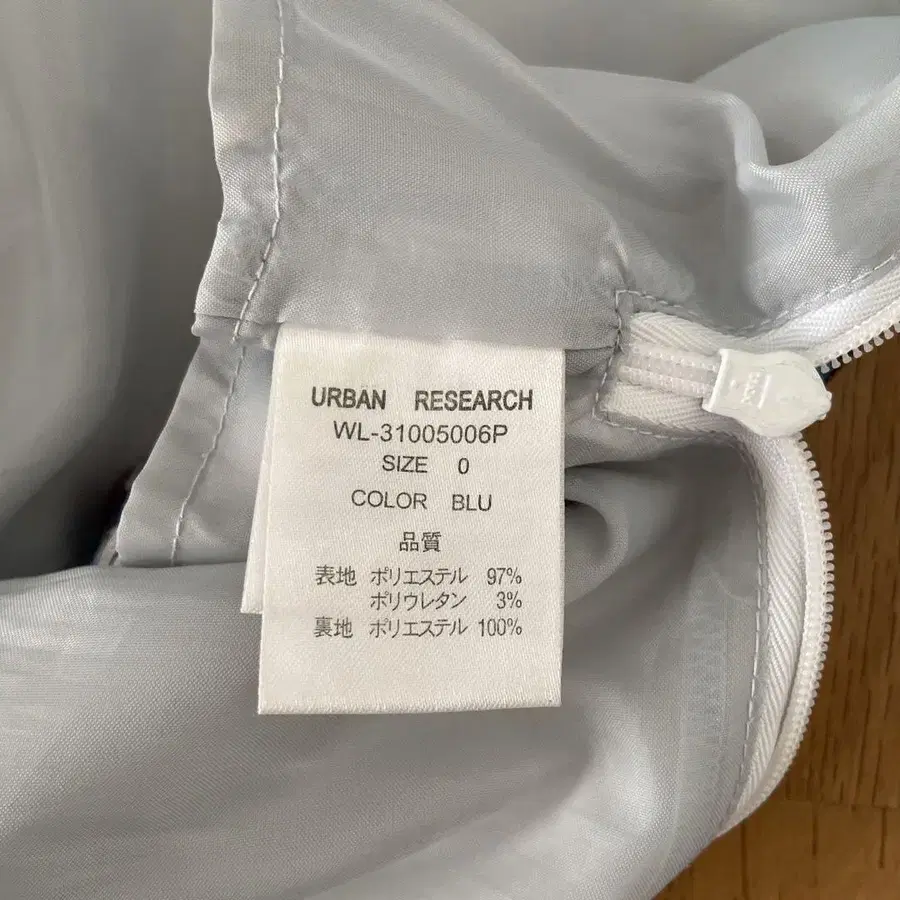 URBAN RESEARCH
WL-31005006P
SIZE 0
COLOR BLU
品質
表地 ポリエステル 97%
ポリウレタン 3%
裏地 ポリエステル 100%